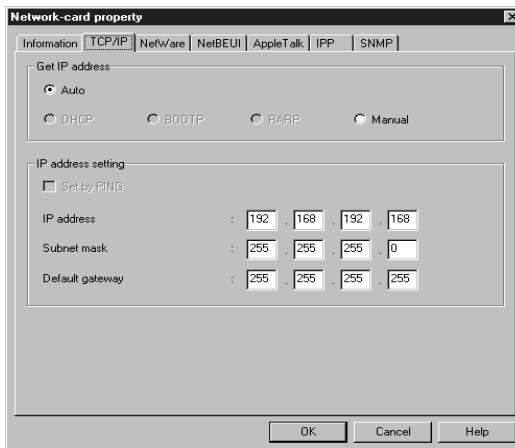 Network-card property
Information TCP/IP NetWare NetBEUI AppleTalk IPP SNMP
Get IP address
Auto
DHCP BOOTP RARP Manual
IP address setting
Set by PING
IP address : 192 . 168 . 192 . 168
Subnet mask : 255 . 255 . 255 . 0
Default gateway : 255 . 255 . 255 . 255
OK Cancel Help